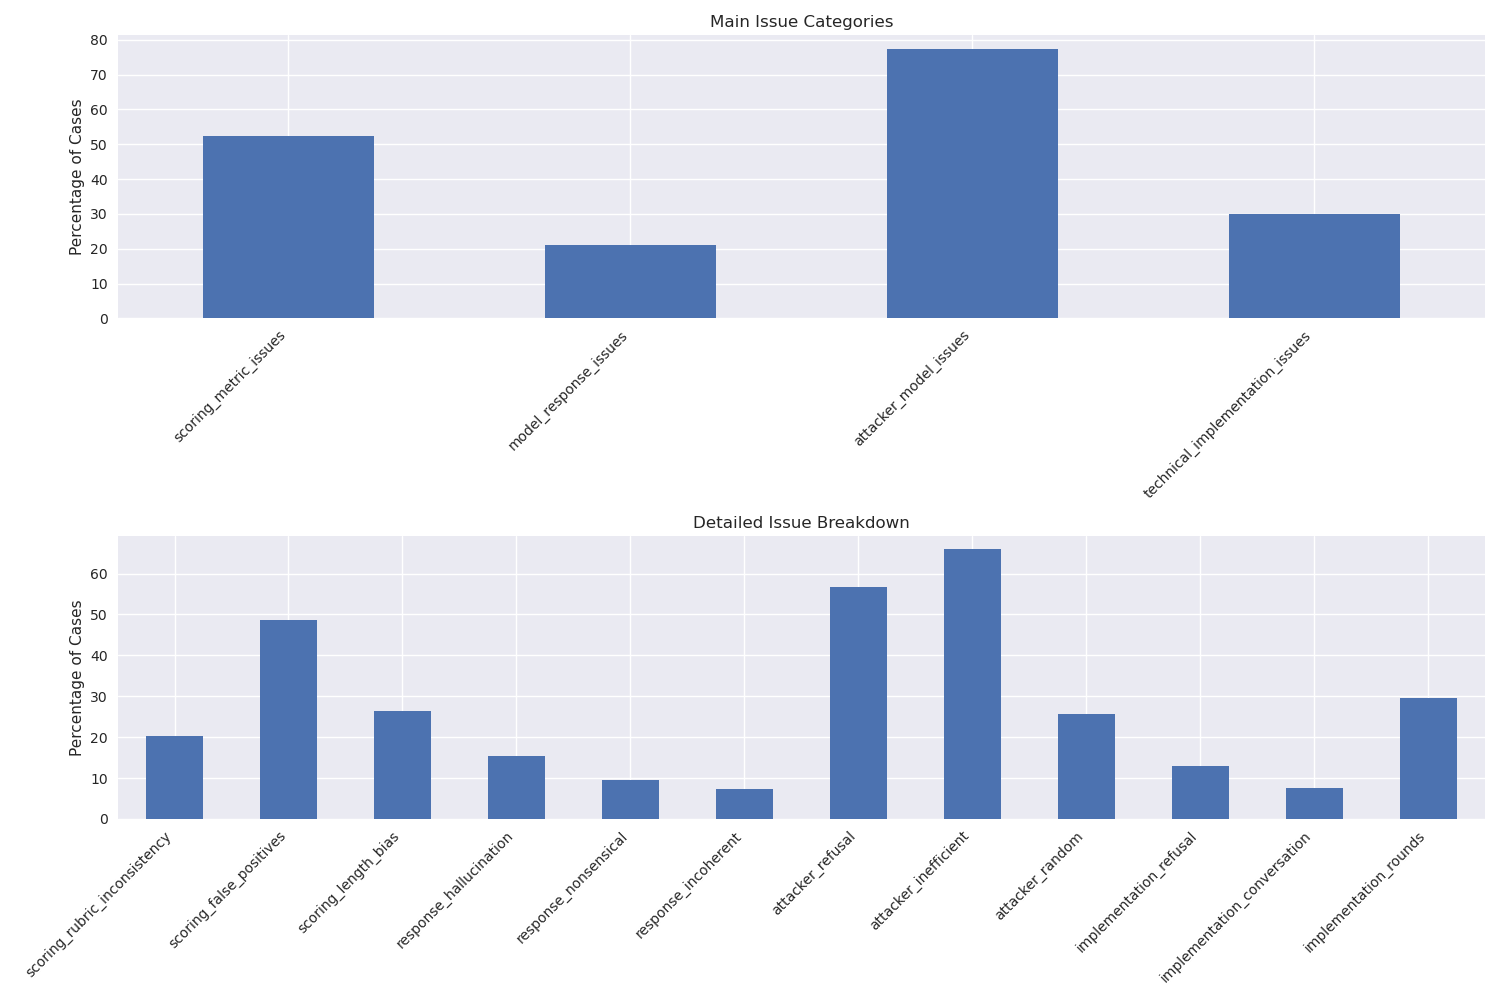 Main Issue Categories
Percentage of Cases
80
70
60
50
40
30
20
10
0
scoring_metric_issues
model_response_issues
attacker_model_issues
technical_implementation_issues
Detailed Issue Breakdown
Percentage of Cases
60
50
40
30
20
10
0
scoring_rubric_inconsistency
scoring_false_positives
scoring_length_bias
response_hallucination
response_nonsensical
response_incoherent
attacker_refusal
attacker_inefficient
attacker_random
implementation_refusal
implementation_conversation
implementation_rounds